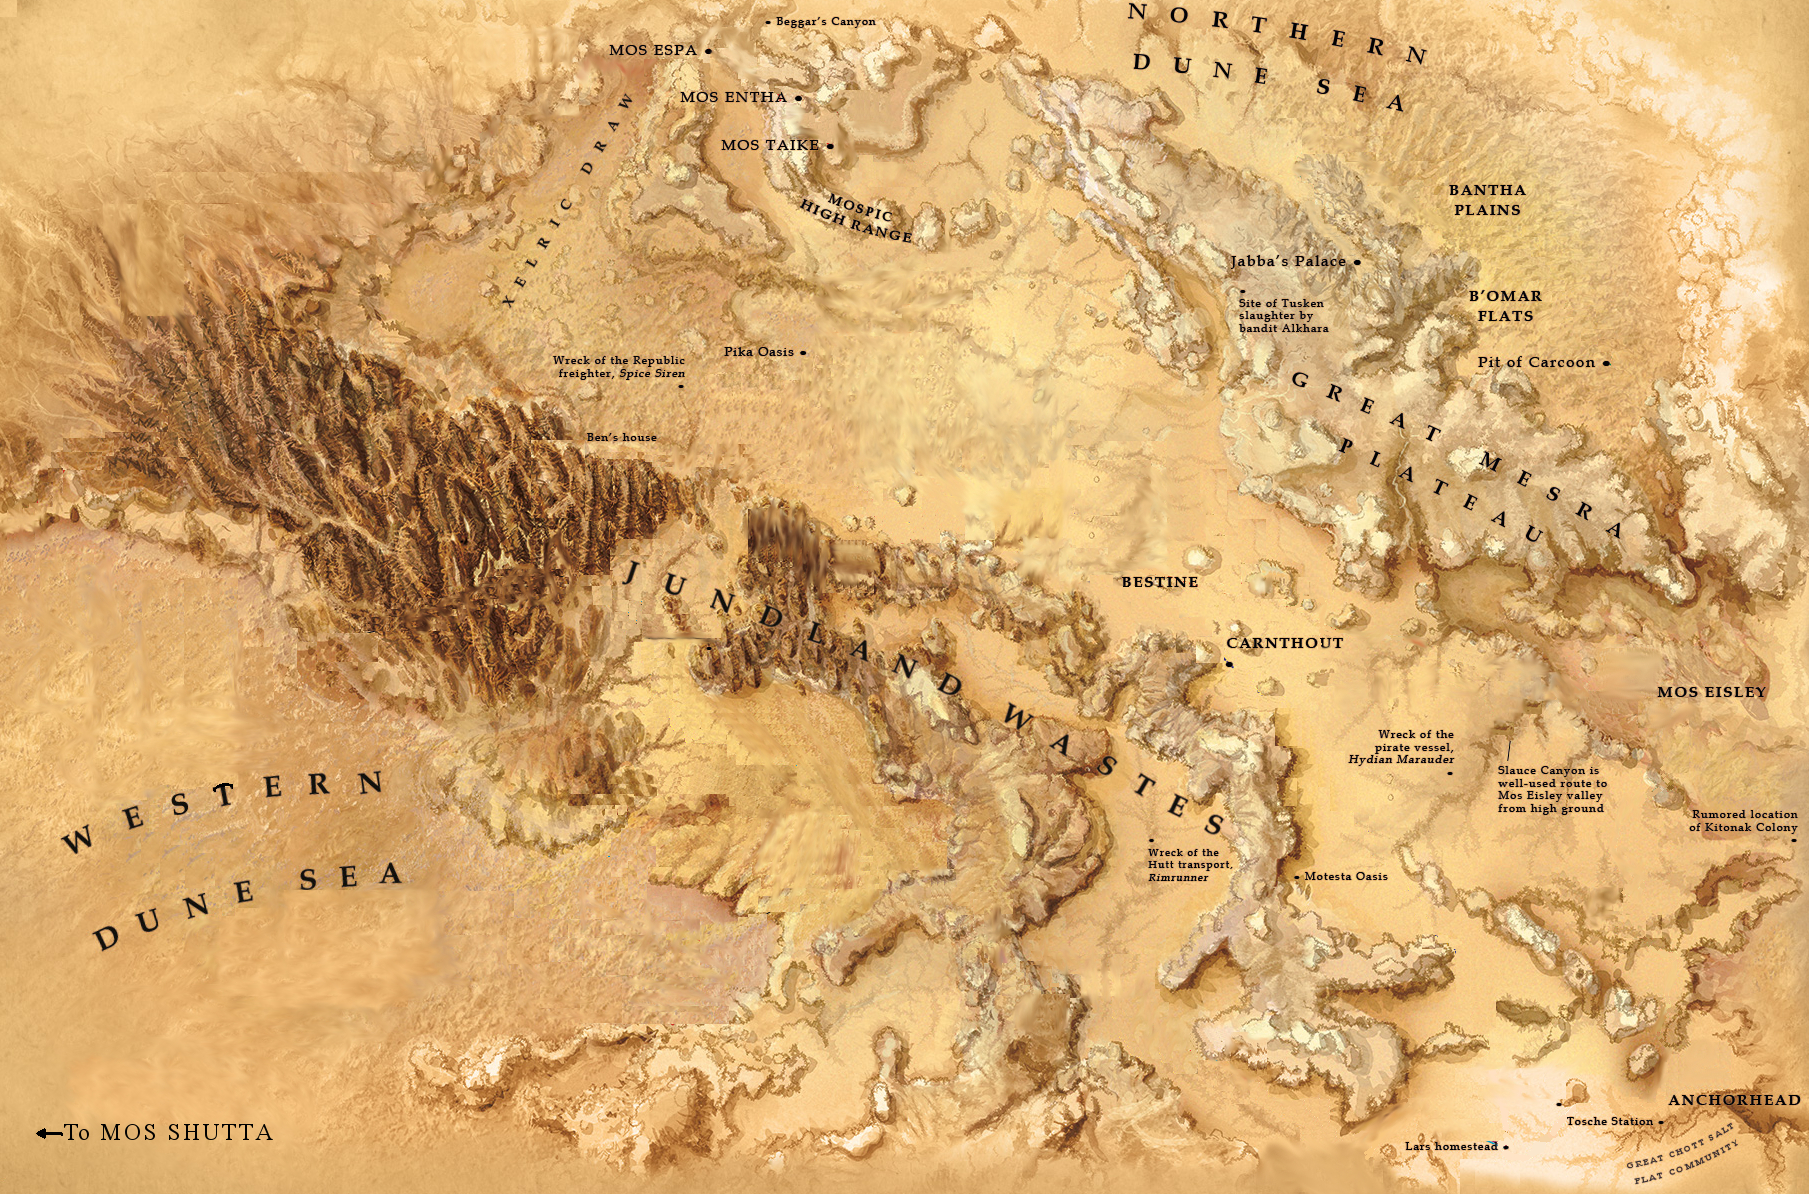 Beggar's Canyon
NORTHERN
DUNE SEA
MOS ESPA
MOS ENTHA
MOS TAIKE
XELRIC DRAW
MOSPIC
HIGH RANGE
BANTHA
PLAINS
Jabba's Palace
Site of Tusken
slaughter by
bandit Alkhara
B'OMAR
FLATS
Pit of Carcoon
Pika Oasis
Wreck of the Republic
freighter, Spice Siren
GREAT MESRA
PLATEAU
Ben's house
JUNDLAND WASTES
BESTINE
CARNTHOUT
MOS EISLEY
Wreck of the
pirate vessel,
Hydian Marauder
Slauce Canyon is
well-used route to
Mos Eisley valley
from high ground
Rumored location
of Kitonak Colony
WESTERN
DUNE SEA
Wreck of the
Hutt transport,
Rimrunner
Motesta Oasis
ANCHORHEAD
Tosche Station
Lars homestead
GREAT CHOTT SALT
FLAT COMMUNITY
To MOS SHUTTA